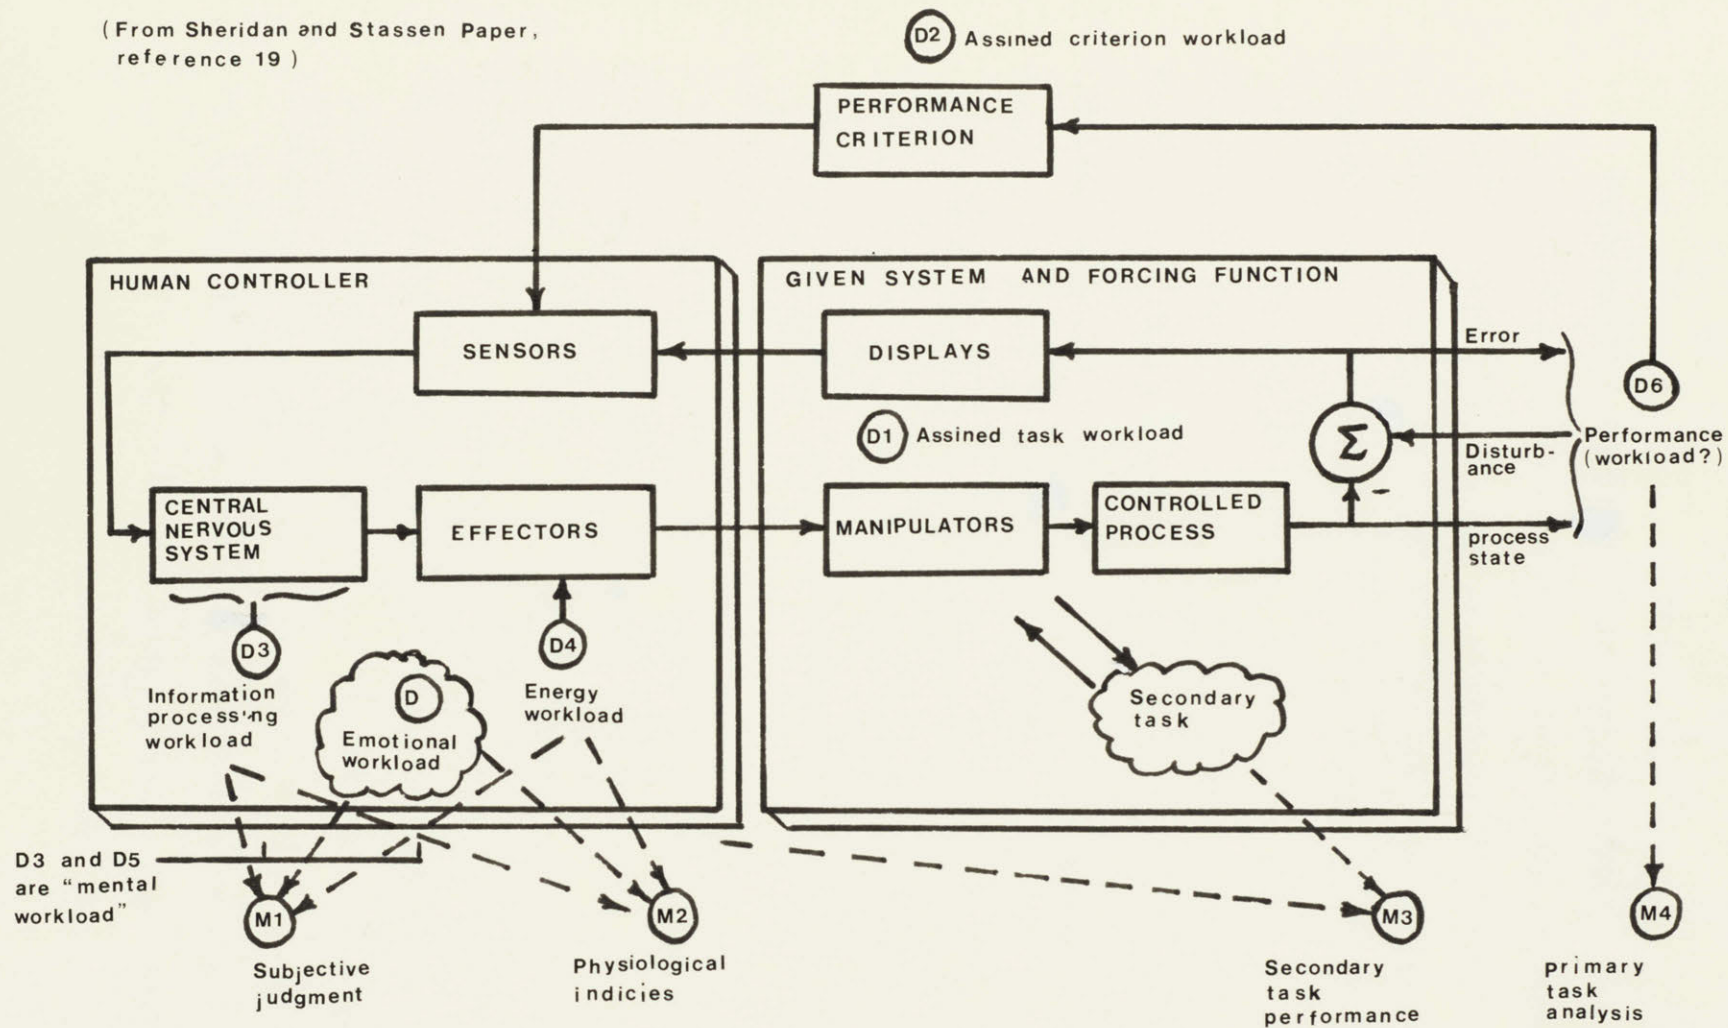 (From Sheridan and Stassen Paper,
reference 19)
D2 Assined criterion workload
PERFORMANCE
CRITERION
HUMAN CONTROLLER
GIVEN SYSTEM AND FORCING FUNCTION
SENSORS
DISPLAYS
Error
D6
D1 Assined task workload
Σ
Disturb-
ance
Performance
(workload?)
CENTRAL
NERVOUS
SYSTEM
EFFECTORS
MANIPULATORS
CONTROLLED
PROCESS
-
process
state
D3
D4
Information
processing
workload
D
Emotional
workload
Energy
workload
Secondary
task
D3 and D5
are "mental
workload"
M1
M2
M3
M4
Subjective
judgment
Physiological
indicies
Secondary
task
performance
primary
task
analysis